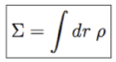 Σ = ∫ dr ρ